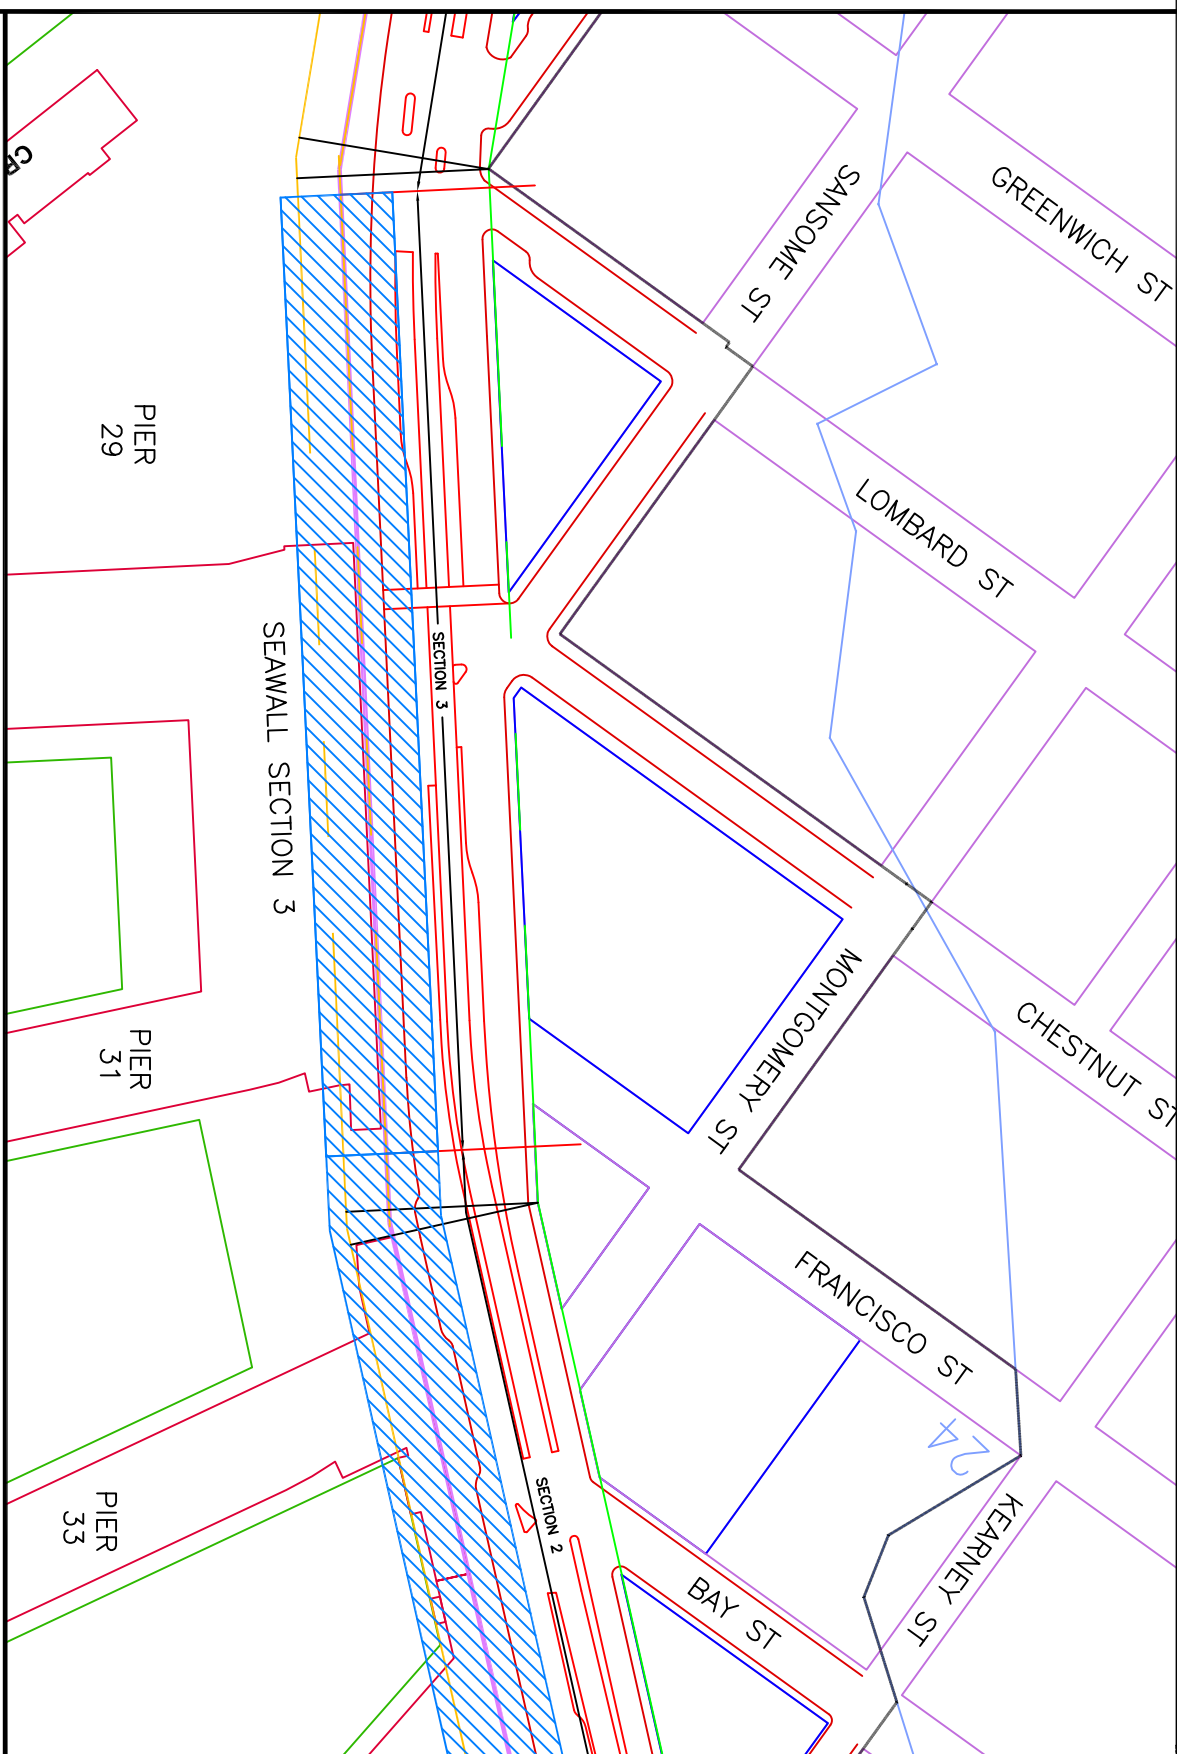 GREENWICH ST
SANSOME ST
PIER
29
LOMBARD ST
SECTION 3
SEAWALL SECTION 3
MONTGOMERY ST
CHESTNUT ST
PIER
31
FRANCISCO ST
24
SECTION 2
PIER
33
KEARNEY ST
BAY ST